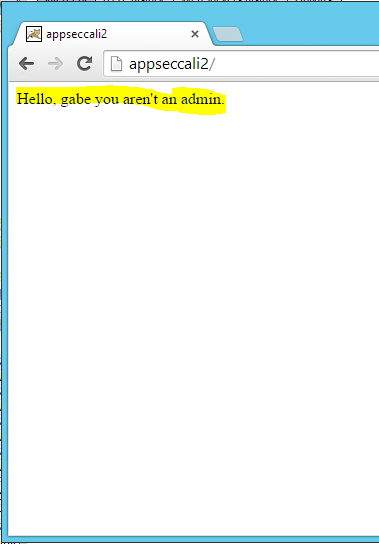 appseccali2
appseccali2/
Hello, gabe you aren't an admin.